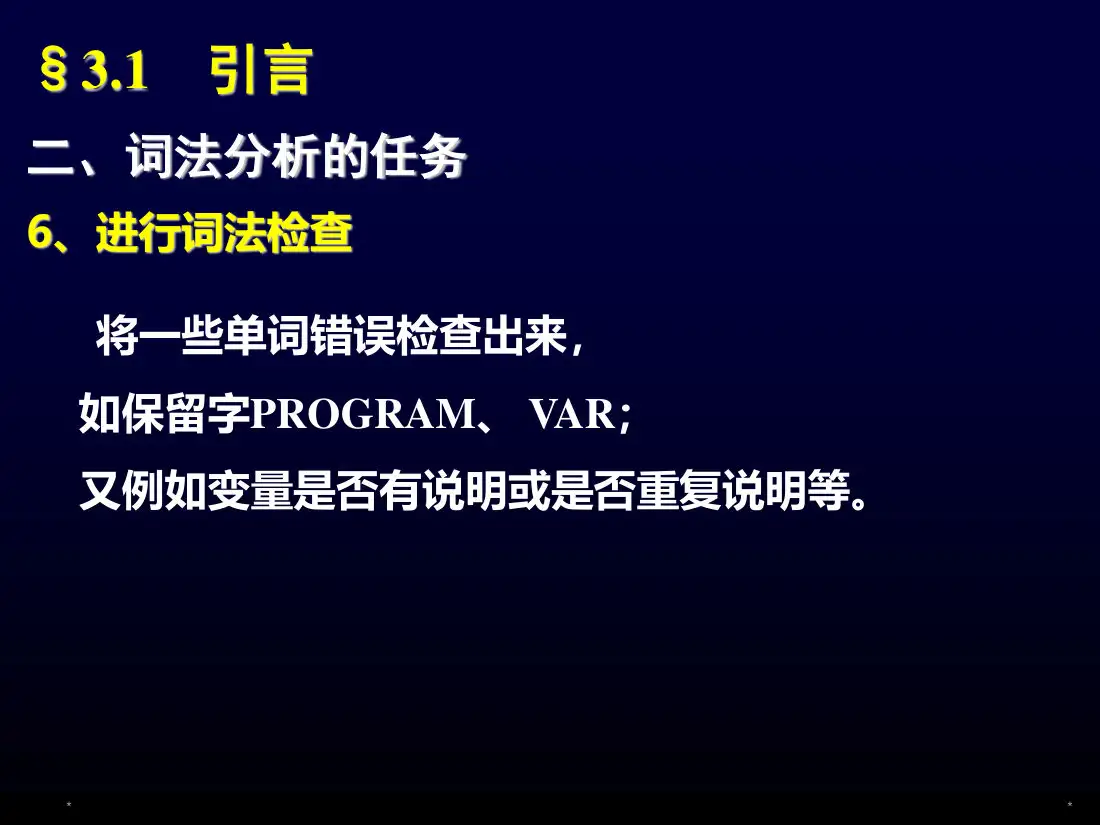 §3.1 引言
二、词法分析的任务
6、进行词法检查
将一些单词错误检查出来，
如保留字PROGRAM、 VAR；
又例如变量是否有说明或是否重复说明等。
* *